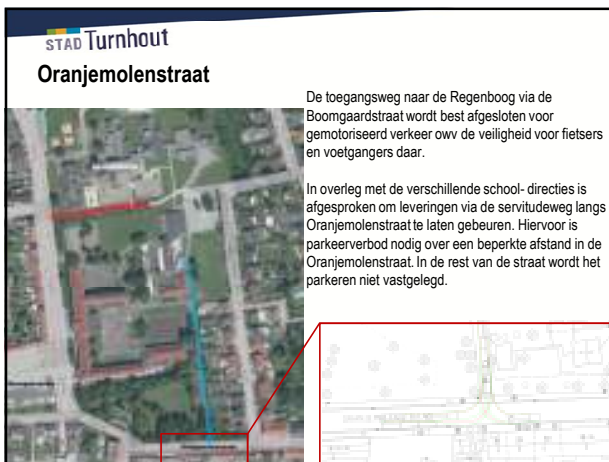 STAD Turnhout
Oranjemolenstraat
De toegangsweg naar de Regenboog via de
Boomgaardstraat wordt best afgesloten voor
gemotoriseerd verkeer owv de veiligheid voor fietsers
en voetgangers daar.
In overleg met de verschillende school- directies is
afgesproken om leveringen via de servitudeweg langs
Oranjemolenstraat te laten gebeuren. Hiervoor is
parkeerverbod nodig over een beperkte afstand in de
Oranjemolenstraat. In de rest van de straat wordt het
parkeren niet vastgelegd.